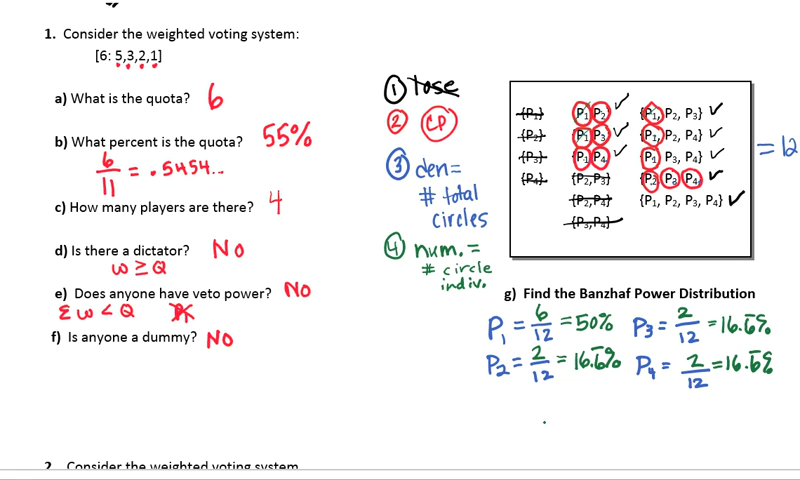 1. Consider the weighted voting system:
[6: 5,3,2,1]
a) What is the quota? 6
b) What percent is the quota? 55%
6/11 = .5454...
c) How many players are there? 4
d) Is there a dictator? NO
W ≥ Q
e) Does anyone have veto power? NO
Σ W < Q
f) Is anyone a dummy? NO
① lose
② CP
③ den =
# total
circles
④ num. =
# circle
indiv.
{P1} {P1, P2} ✓ {P1, P2, P3} ✓
{P2} {P1, P3} ✓ {P1, P2, P4} ✓
{P3} {P1, P4} ✓ {P1, P3, P4} ✓
{P4} {P2, P3} {P2, P3, P4} ✓
{P2, P4} {P1, P2, P3, P4} ✓
{P3, P4}
= 12
g) Find the Banzhaf Power Distribution
P1 = 6/12 = 50% P3 = 2/12 = 16.6%
P2 = 2/12 = 16.6% P4 = 2/12 = 16.6%
2. Consider the weighted voting system